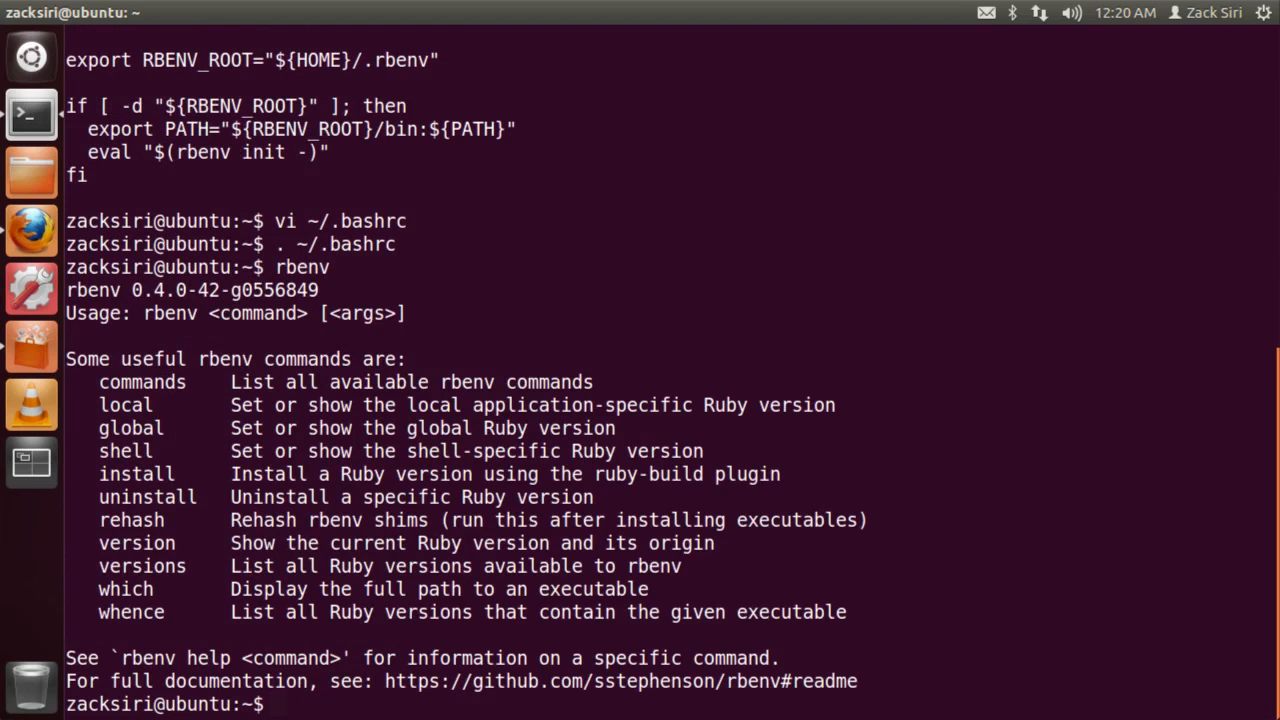 zacksiri@ubuntu: ~
12:20 AM
Zack Siri
export RBENV_ROOT="${HOME}/.rbenv"
if [ -d "${RBENV_ROOT}" ]; then
  export PATH="${RBENV_ROOT}/bin:${PATH}"
  eval "$(rbenv init -)"
fi
zacksiri@ubuntu:~$ vi ~/.bashrc
zacksiri@ubuntu:~$ . ~/.bashrc
zacksiri@ubuntu:~$ rbenv
rbenv 0.4.0-42-g0556849
Usage: rbenv <command> [<args>]
Some useful rbenv commands are:
   commands    List all available rbenv commands
   local       Set or show the local application-specific Ruby version
   global      Set or show the global Ruby version
   shell       Set or show the shell-specific Ruby version
   install     Install a Ruby version using the ruby-build plugin
   uninstall   Uninstall a specific Ruby version
   rehash      Rehash rbenv shims (run this after installing executables)
   version     Show the current Ruby version and its origin
   versions    List all Ruby versions available to rbenv
   which       Display the full path to an executable
   whence      List all Ruby versions that contain the given executable
See `rbenv help <command>' for information on a specific command.
For full documentation, see: https://github.com/sstephenson/rbenv#readme
zacksiri@ubuntu:~$